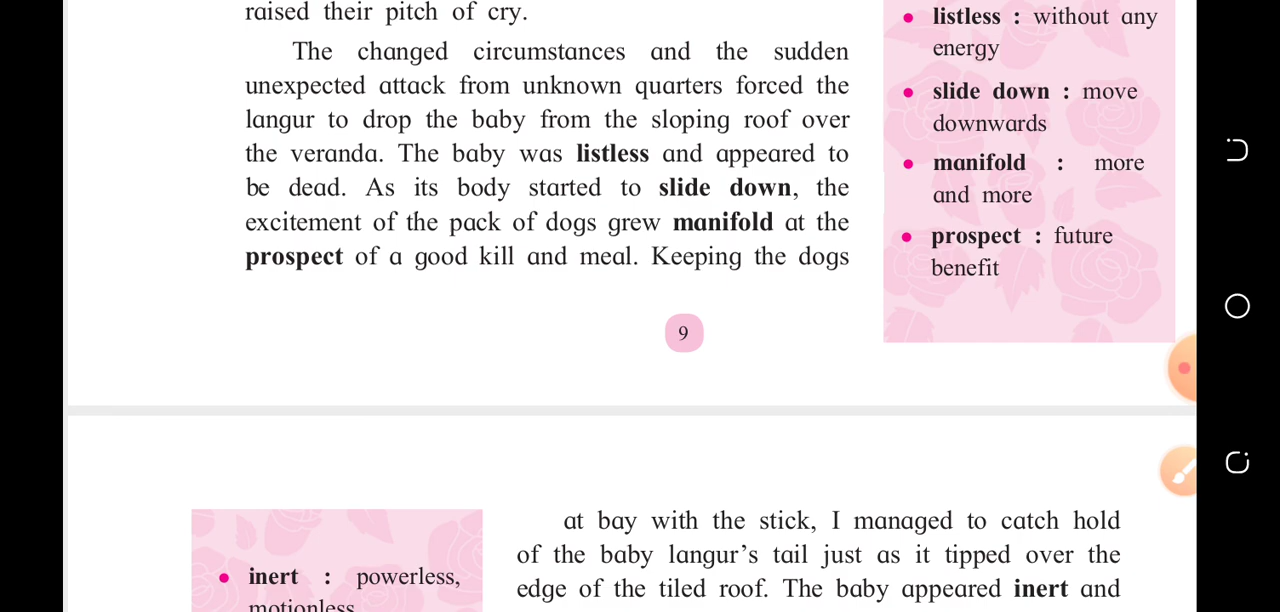 raised their pitch of cry.
The changed circumstances and the sudden
unexpected attack from unknown quarters forced the
langur to drop the baby from the sloping roof over
the veranda. The baby was listless and appeared to
be dead. As its body started to slide down, the
excitement of the pack of dogs grew manifold at the
prospect of a good kill and meal. Keeping the dogs
• listless : without any
energy
• slide down : move
downwards
• manifold : more
and more
• prospect : future
benefit
9
• inert : powerless,
motionless
at bay with the stick, I managed to catch hold
of the baby langur’s tail just as it tipped over the
edge of the tiled roof. The baby appeared inert and